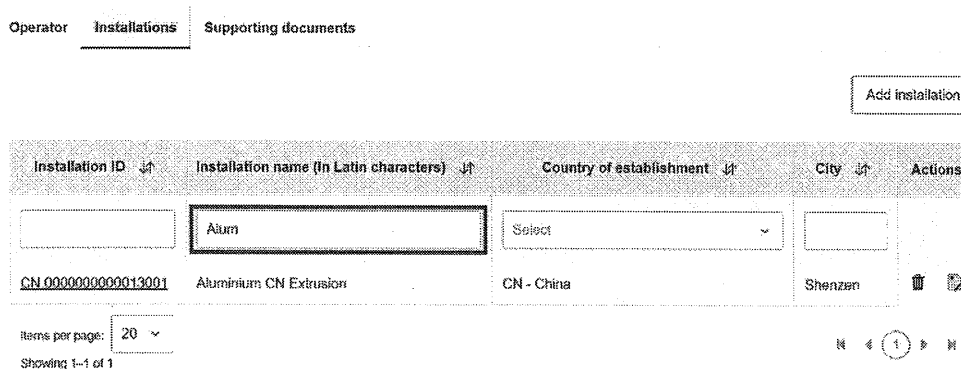 Operator Installations Supporting documents
Add installation
Installation ID Installation name (In Latin characters) Country of establishment City Actions
Alum Select
CN 0000000000013001 Aluminium CN Extrusion CN - China Shenzen
Items per page: 20
1
Showing 1–1 of 1